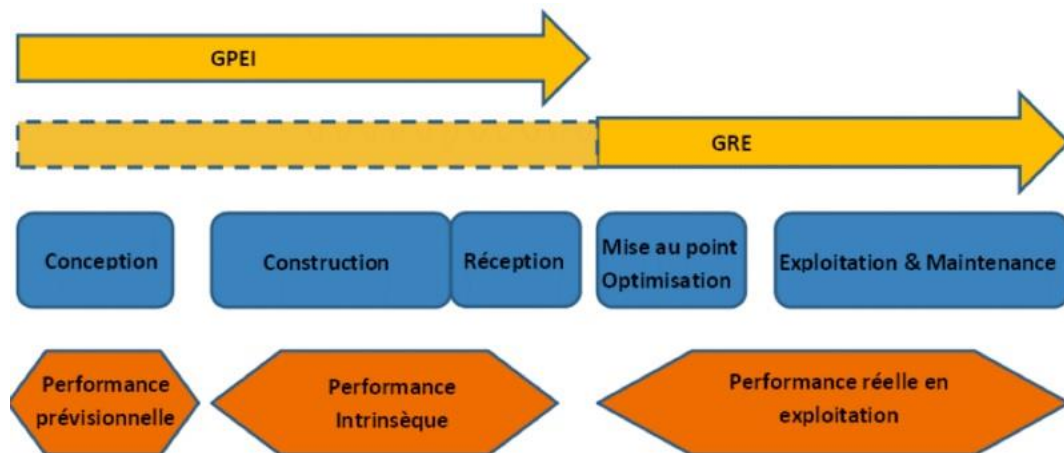 GPEI
GRE
Conception
Construction
Réception
Mise au point
Optimisation
Exploitation & Maintenance
Performance
prévisionnelle
Performance
Intrinsèque
Performance réelle en
exploitation